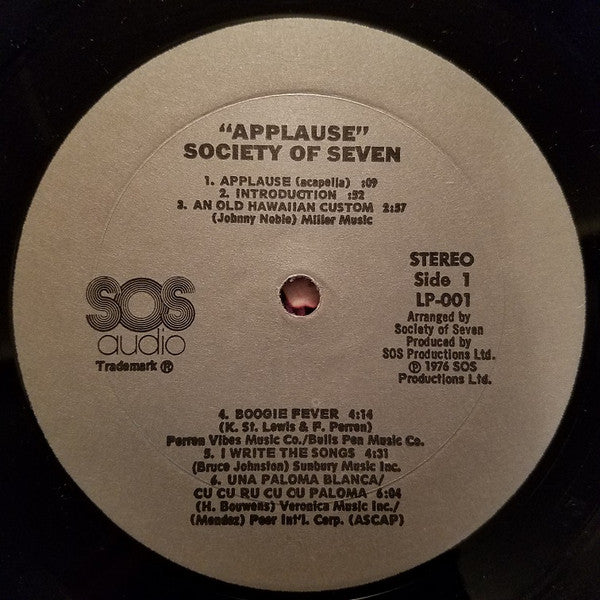 "APPLAUSE"
SOCIETY OF SEVEN
1. APPLAUSE (acapella) :09
2. INTRODUCTION :52
3. AN OLD HAWAIIAN CUSTOM 2:57
(Johnny Noble) Miller Music
SOS
audio
Trademark ®
STEREO
Side 1
LP-001
Arranged by
Society of Seven
Produced by
SOS Productions Ltd.
℗ 1976 SOS
Productions Ltd.
4. BOOGIE FEVER 4:14
(K. St. Lewis & F. Perren)
Perren Vibes Music Co./Bulls Pen Music Co.
5. I WRITE THE SONGS 4:31
(Bruce Johnston) Sunbury Music Inc.
6. UNA PALOMA BLANCA/
CU CU RU CU CU PALOMA 6:04
(H. Bouwens) Veronica Music Inc./
(Mendez) Peer Int'l. Corp. (ASCAP)